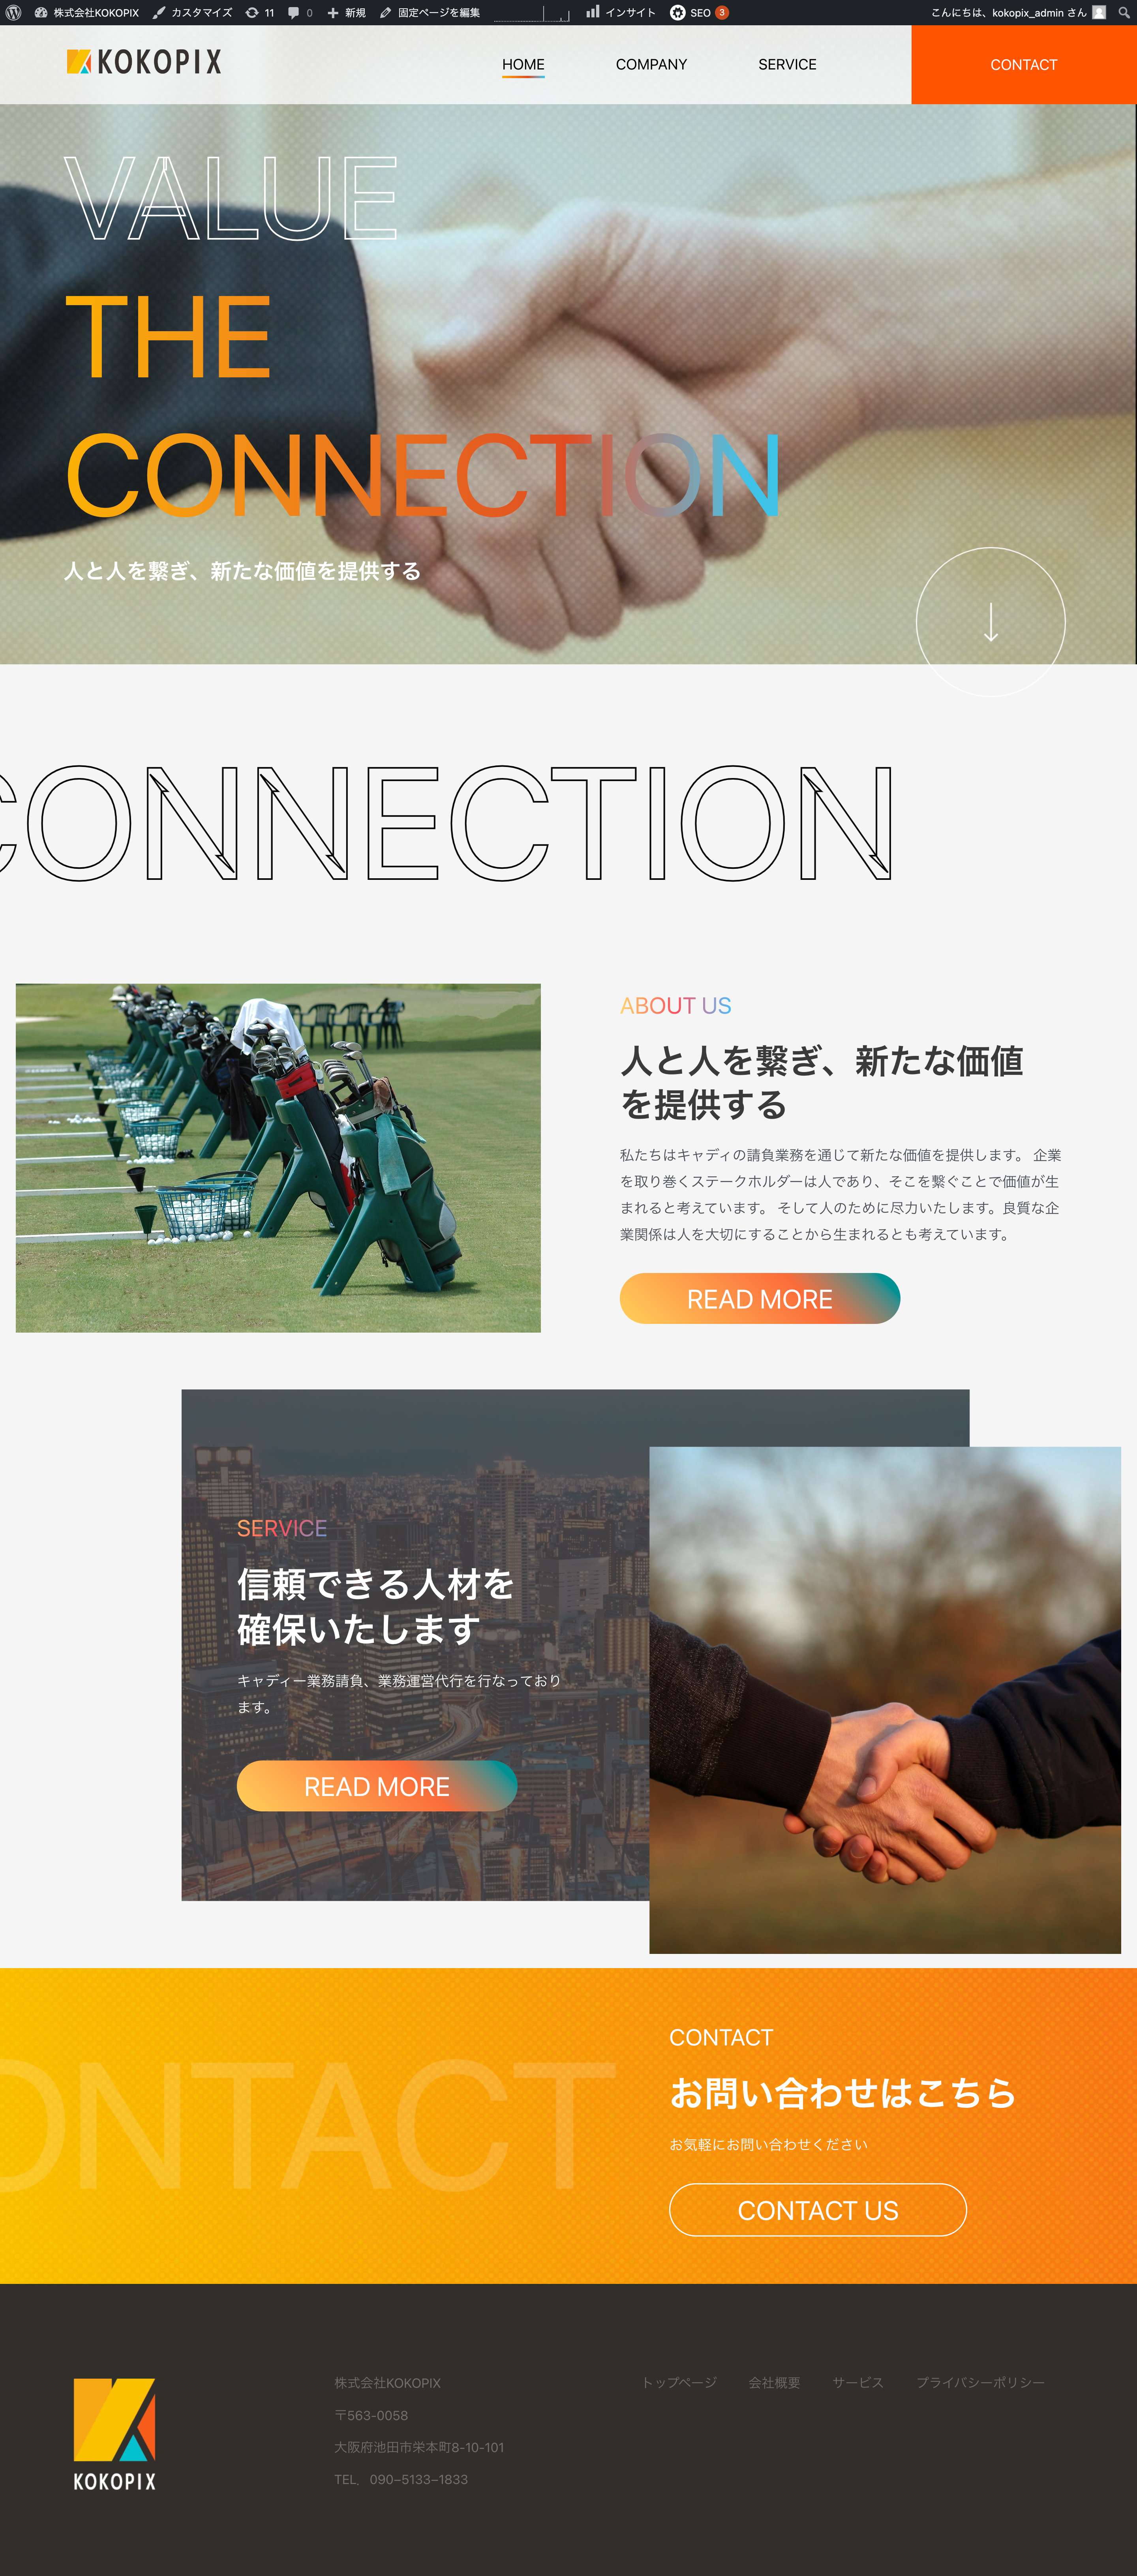 株式会社KOKOPIX カスタマイズ 11 0 新規 固定ページを編集 インサイト SEO 3 こんにちは、kokopix_admin さん
KOKOPIX HOME COMPANY SERVICE CONTACT
VALUE
THE
CONNECTION
人と人を繋ぎ、新たな価値を提供する
CONNECTION
ABOUT US
人と人を繋ぎ、新たな価値
を提供する
私たちはキャディの請負業務を通じて新たな価値を提供します。 企業
を取り巻くステークホルダーは人であり、そこを繋ぐことで価値が生
まれると考えています。 そして人のために尽力いたします。良質な企
業関係は人を大切にすることから生まれるとも考えています。
READ MORE
SERVICE
信頼できる人材を
確保いたします
キャディー業務請負、業務運営代行を行なっており
ます。
READ MORE
ONTACT
CONTACT
お問い合わせはこちら
お気軽にお問い合わせください
CONTACT US
KOKOPIX
株式会社KOKOPIX
〒563-0058
大阪府池田市栄本町8-10-101
TEL．090−5133−1833
トップページ 会社概要 サービス プライバシーポリシー